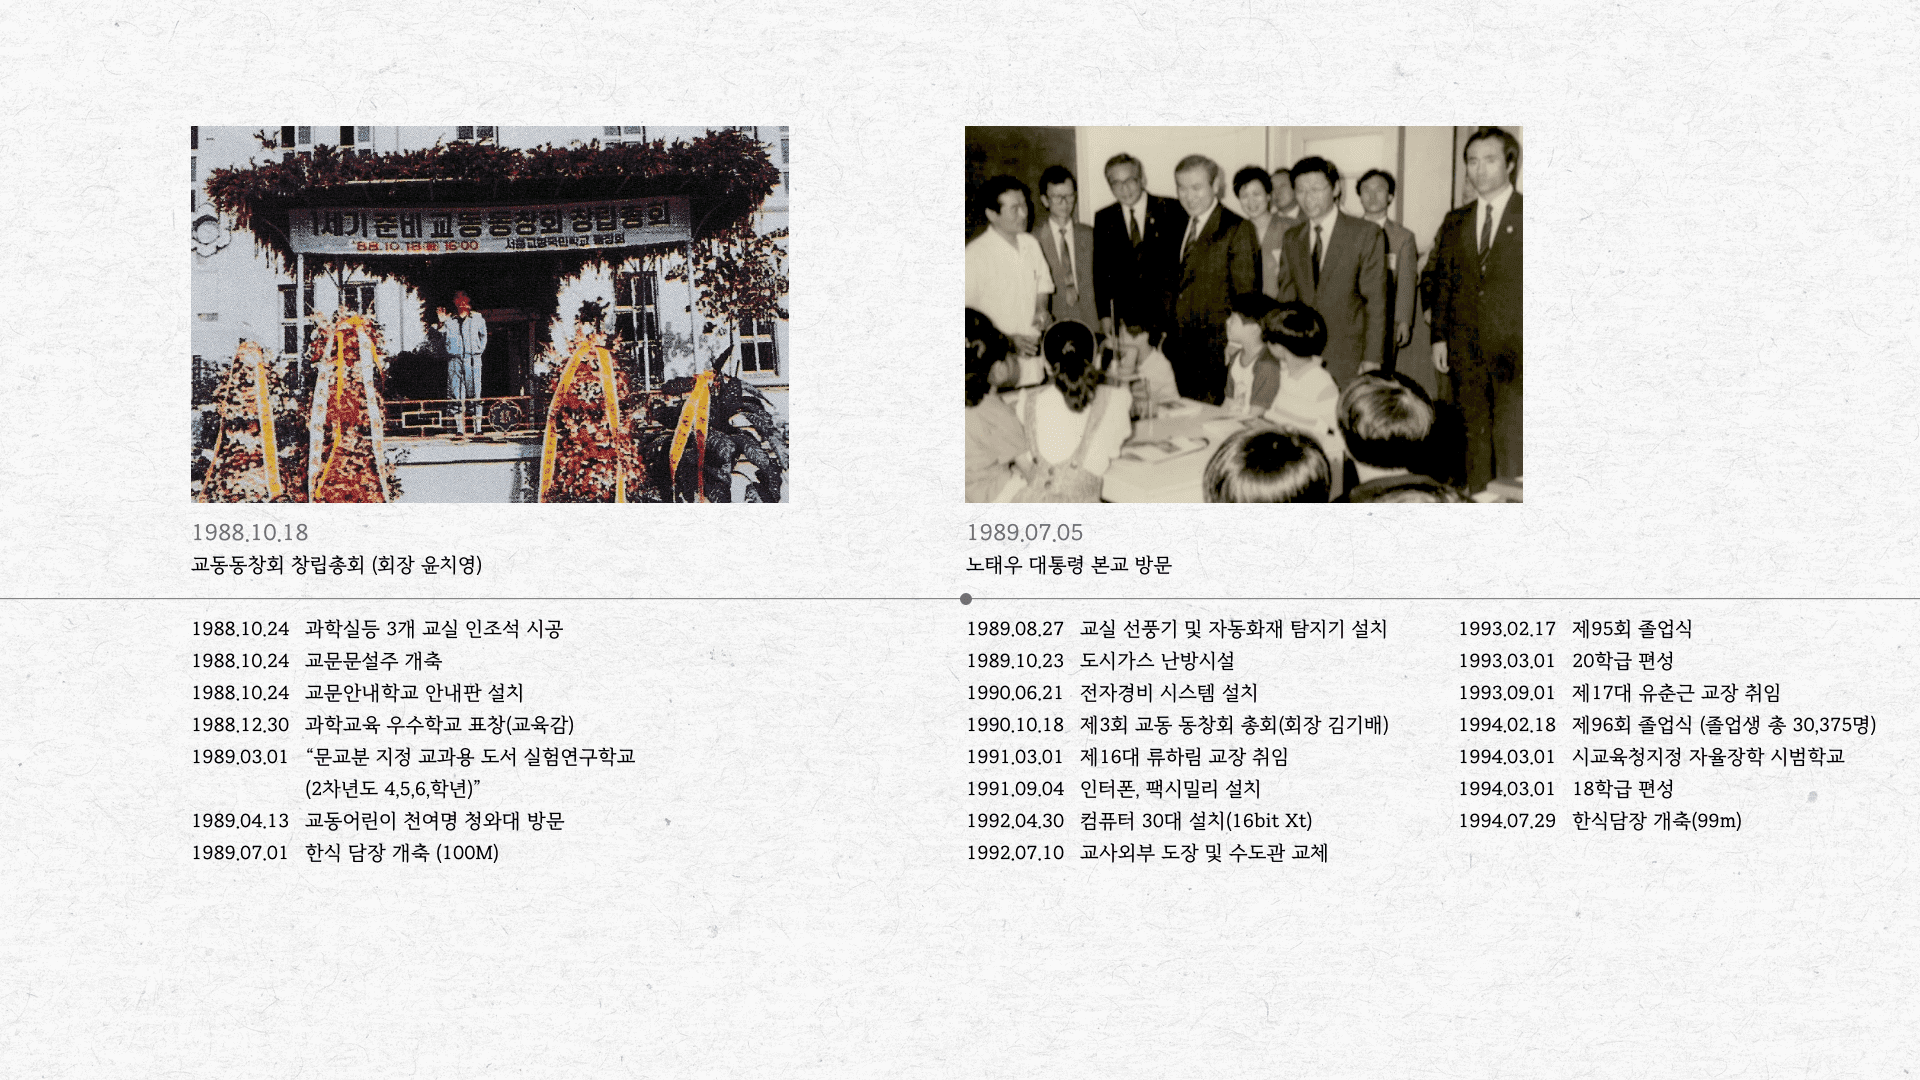 1세기 준비 교동 동창회 창립총회
'88.10.18 16:00 서울교동국민학교 동창회
1988.10.18
교동동창회 창립총회 (회장 윤치영)
1988.10.24 과학실등 3개 교실 인조석 시공
1988.10.24 교문문설주 개축
1988.10.24 교문안내학교 안내판 설치
1988.12.30 과학교육 우수학교 표창(교육감)
1989.03.01 “문교분 지정 교과용 도서 실험연구학교
(2차년도 4,5,6,학년)”
1989.04.13 교동어린이 천여명 청와대 방문
1989.07.01 한식 담장 개축 (100M)
1989.07.05
노태우 대통령 본교 방문
1989.08.27 교실 선풍기 및 자동화재 탐지기 설치
1989.10.23 도시가스 난방시설
1990.06.21 전자경비 시스템 설치
1990.10.18 제3회 교동 동창회 총회(회장 김기배)
1991.03.01 제16대 류하림 교장 취임
1991.09.04 인터폰, 팩시밀리 설치
1992.04.30 컴퓨터 30대 설치(16bit Xt)
1992.07.10 교사외부 도장 및 수도관 교체
1993.02.17 제95회 졸업식
1993.03.01 20학급 편성
1993.09.01 제17대 유춘근 교장 취임
1994.02.18 제96회 졸업식 (졸업생 총 30,375명)
1994.03.01 시교육청지정 자율장학 시범학교
1994.03.01 18학급 편성
1994.07.29 한식담장 개축(99m)